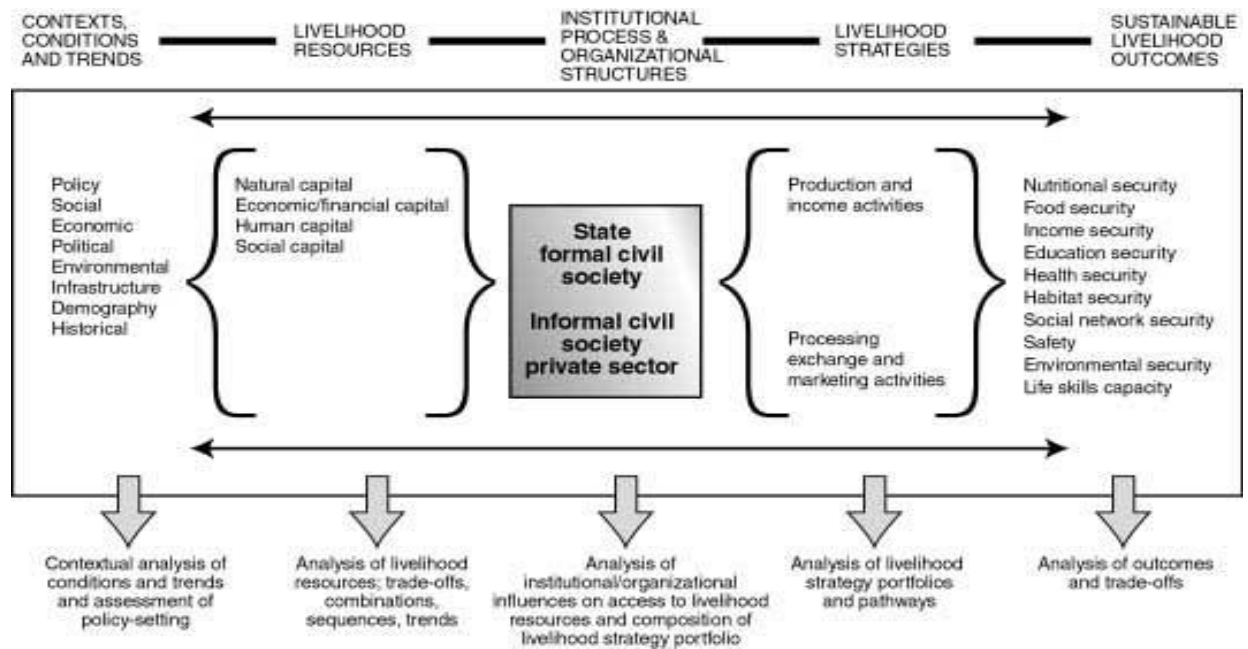 CONTEXTS,
CONDITIONS
AND TRENDS
LIVELIHOOD
RESOURCES
INSTITUTIONAL
PROCESS &
ORGANIZATIONAL
STRUCTURES
LIVELIHOOD
STRATEGIES
SUSTAINABLE
LIVELIHOOD
OUTCOMES
Policy
Social
Economic
Political
Environmental
Infrastructure
Demography
Historical
Natural capital
Economic/financial capital
Human capital
Social capital
State
formal civil
society
Informal civil
society
private sector
Production and
income activities
Processing
exchange and
marketing activities
Nutritional security
Food security
Income security
Education security
Health security
Habitat security
Social network security
Safety
Environmental security
Life skills capacity
Contextual analysis of
conditions and trends
and assessment of
policy-setting
Analysis of livelihood
resources; trade-offs,
combinations,
sequences, trends
Analysis of
institutional/organizational
influences on access to livelihood
resources and composition of
livelihood strategy portfolio
Analysis of livelihood
strategy portfolios
and pathways
Analysis of outcomes
and trade-offs